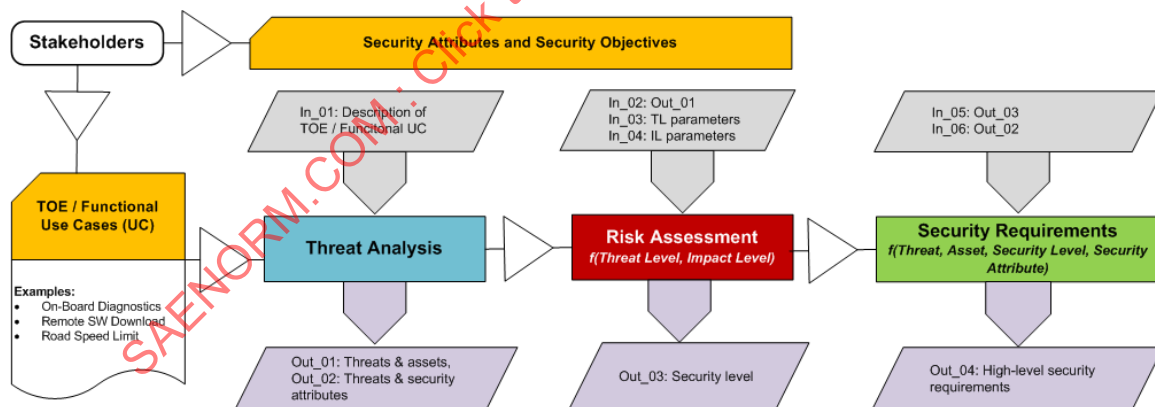 Stakeholders
Security Attributes and Security Objectives
In_01: Description of
TOE / Funcitonal UC
In_02: Out_01
In_03: TL parameters
In_04: IL parameters
In_05: Out_03
In_06: Out_02
TOE / Functional
Use Cases (UC)
Examples:
• On-Board Diagnostics
• Remote SW Download
• Road Speed Limit
Threat Analysis
Risk Assessment
f(Threat Level, Impact Level)
Security Requirements
f(Threat, Asset, Security Level, Security
Attribute)
Out_01: Threats & assets,
Out_02: Threats & security
attributes
Out_03: Security level
Out_04: High-level security
requirements
SAENORM.COM : Click